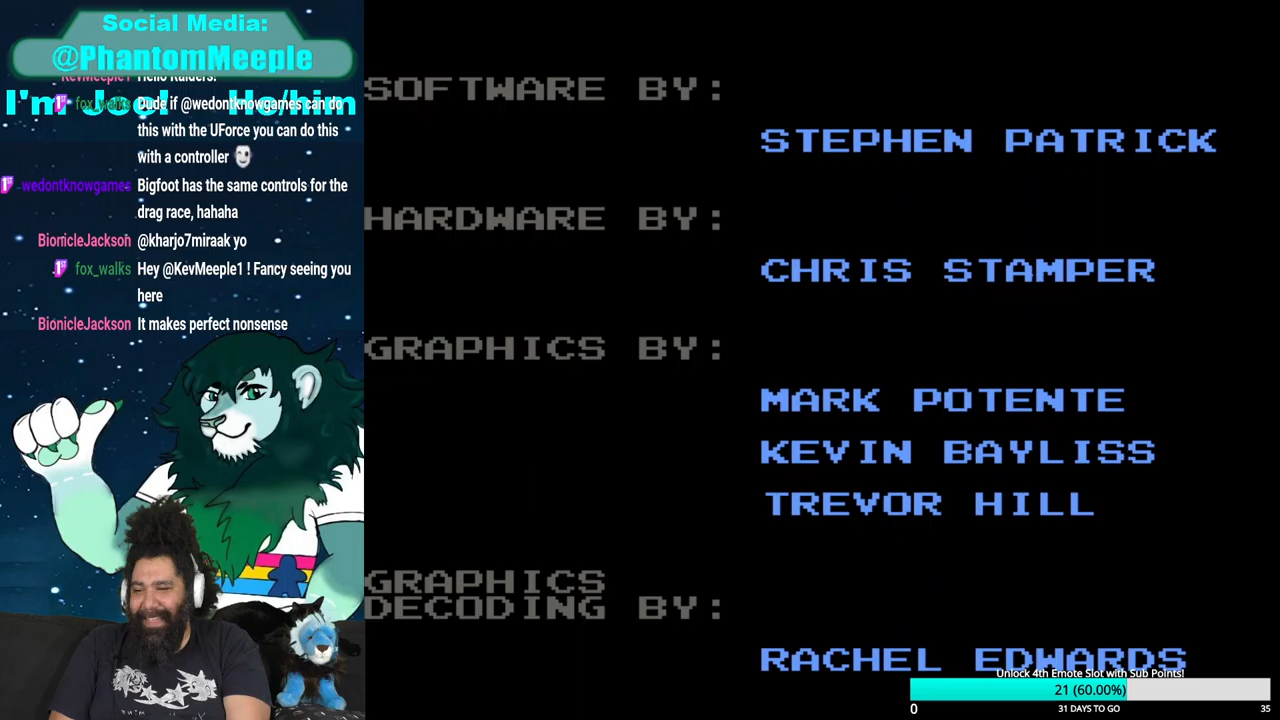 Social Media:
@PhantomMeeple
KevMeeple1 Hello Raiders!
I'm Joel He/him
fox_walks Dude if @wedontknowgames can do
this with the UForce you can do this
with a controller
wedontknowgames Bigfoot has the same controls for the
drag race, hahaha
BionicleJackson @kharjo7miraak yo
fox_walks Hey @KevMeeple1 ! Fancy seeing you
here
BionicleJackson It makes perfect nonsense
SOFTWARE BY:
STEPHEN PATRICK
HARDWARE BY:
CHRIS STAMPER
GRAPHICS BY:
MARK POTENTE
KEVIN BAYLISS
TREVOR HILL
GRAPHICS
DECODING BY:
RACHEL EDWARDS
Unlock 4th Emote Slot with Sub Points!
21 (60.00%)
0 31 DAYS TO GO 35